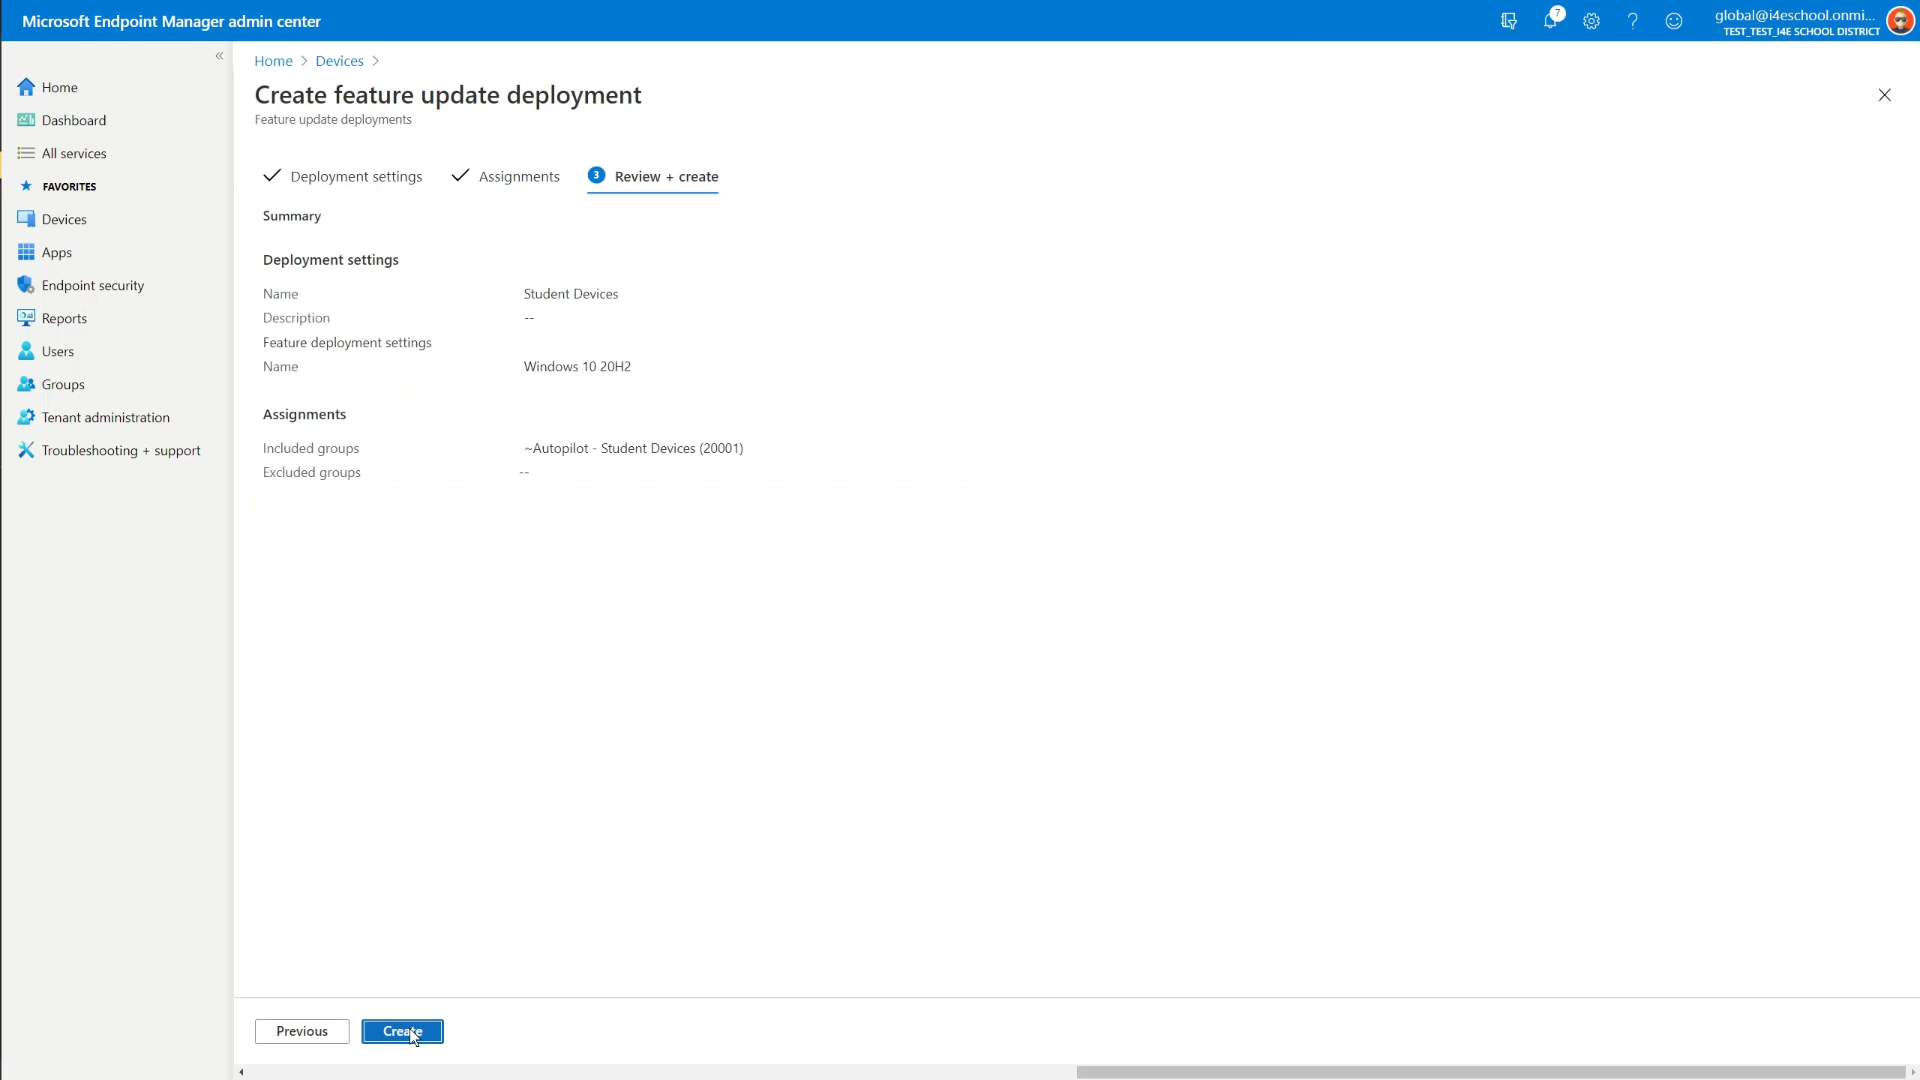 Microsoft Endpoint Manager admin center
7
global@i4eschool.onmi...
TEST_TEST_I4E SCHOOL DISTRICT
Home
Dashboard
All services
FAVORITES
Devices
Apps
Endpoint security
Reports
Users
Groups
Tenant administration
Troubleshooting + support
Home > Devices >
Create feature update deployment
Feature update deployments
Deployment settings
Assignments
3 Review + create
Summary
Deployment settings
Name Student Devices
Description --
Feature deployment settings
Name Windows 10 20H2
Assignments
Included groups ~Autopilot - Student Devices (20001)
Excluded groups --
Previous
Create